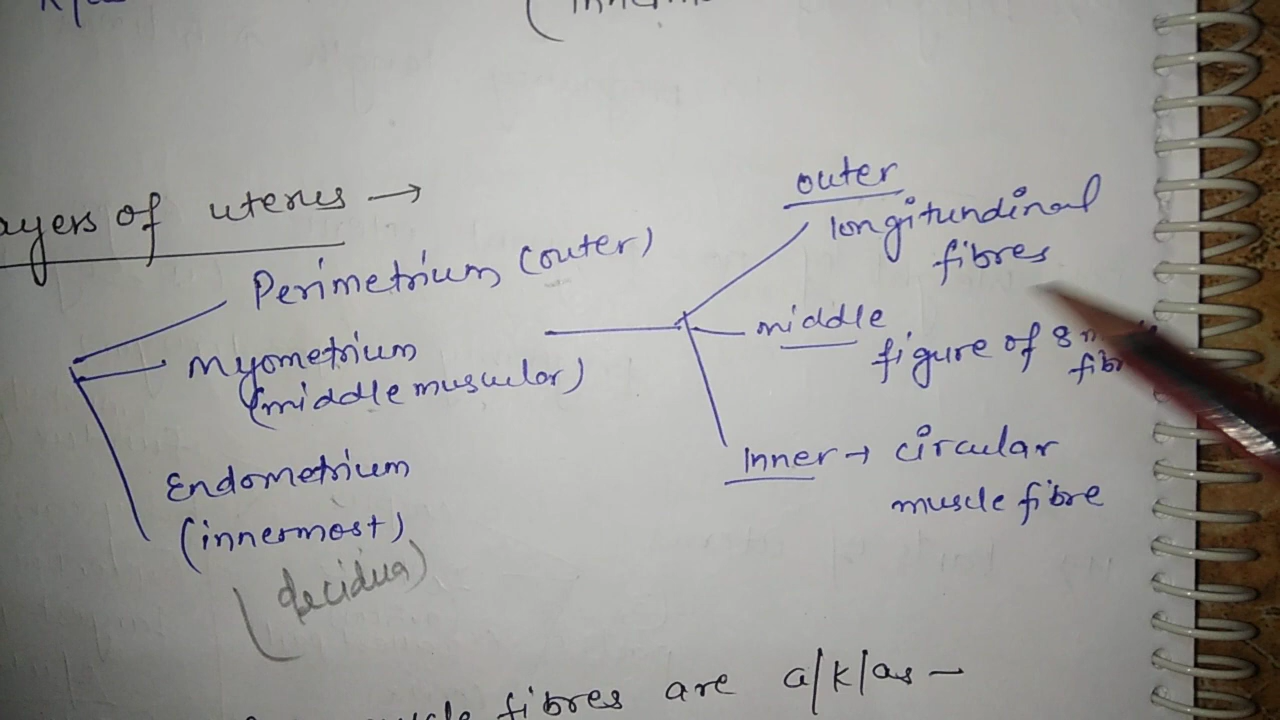 ayers of uterus →
Perimetrium (outer)
Myometrium
(middle muscular)
Endometrium
(innermost)
(decidua)
outer
longitundinal
fibres
middle
figure of 8
Inner → circular
muscle fibre
fibres are a/k/as –